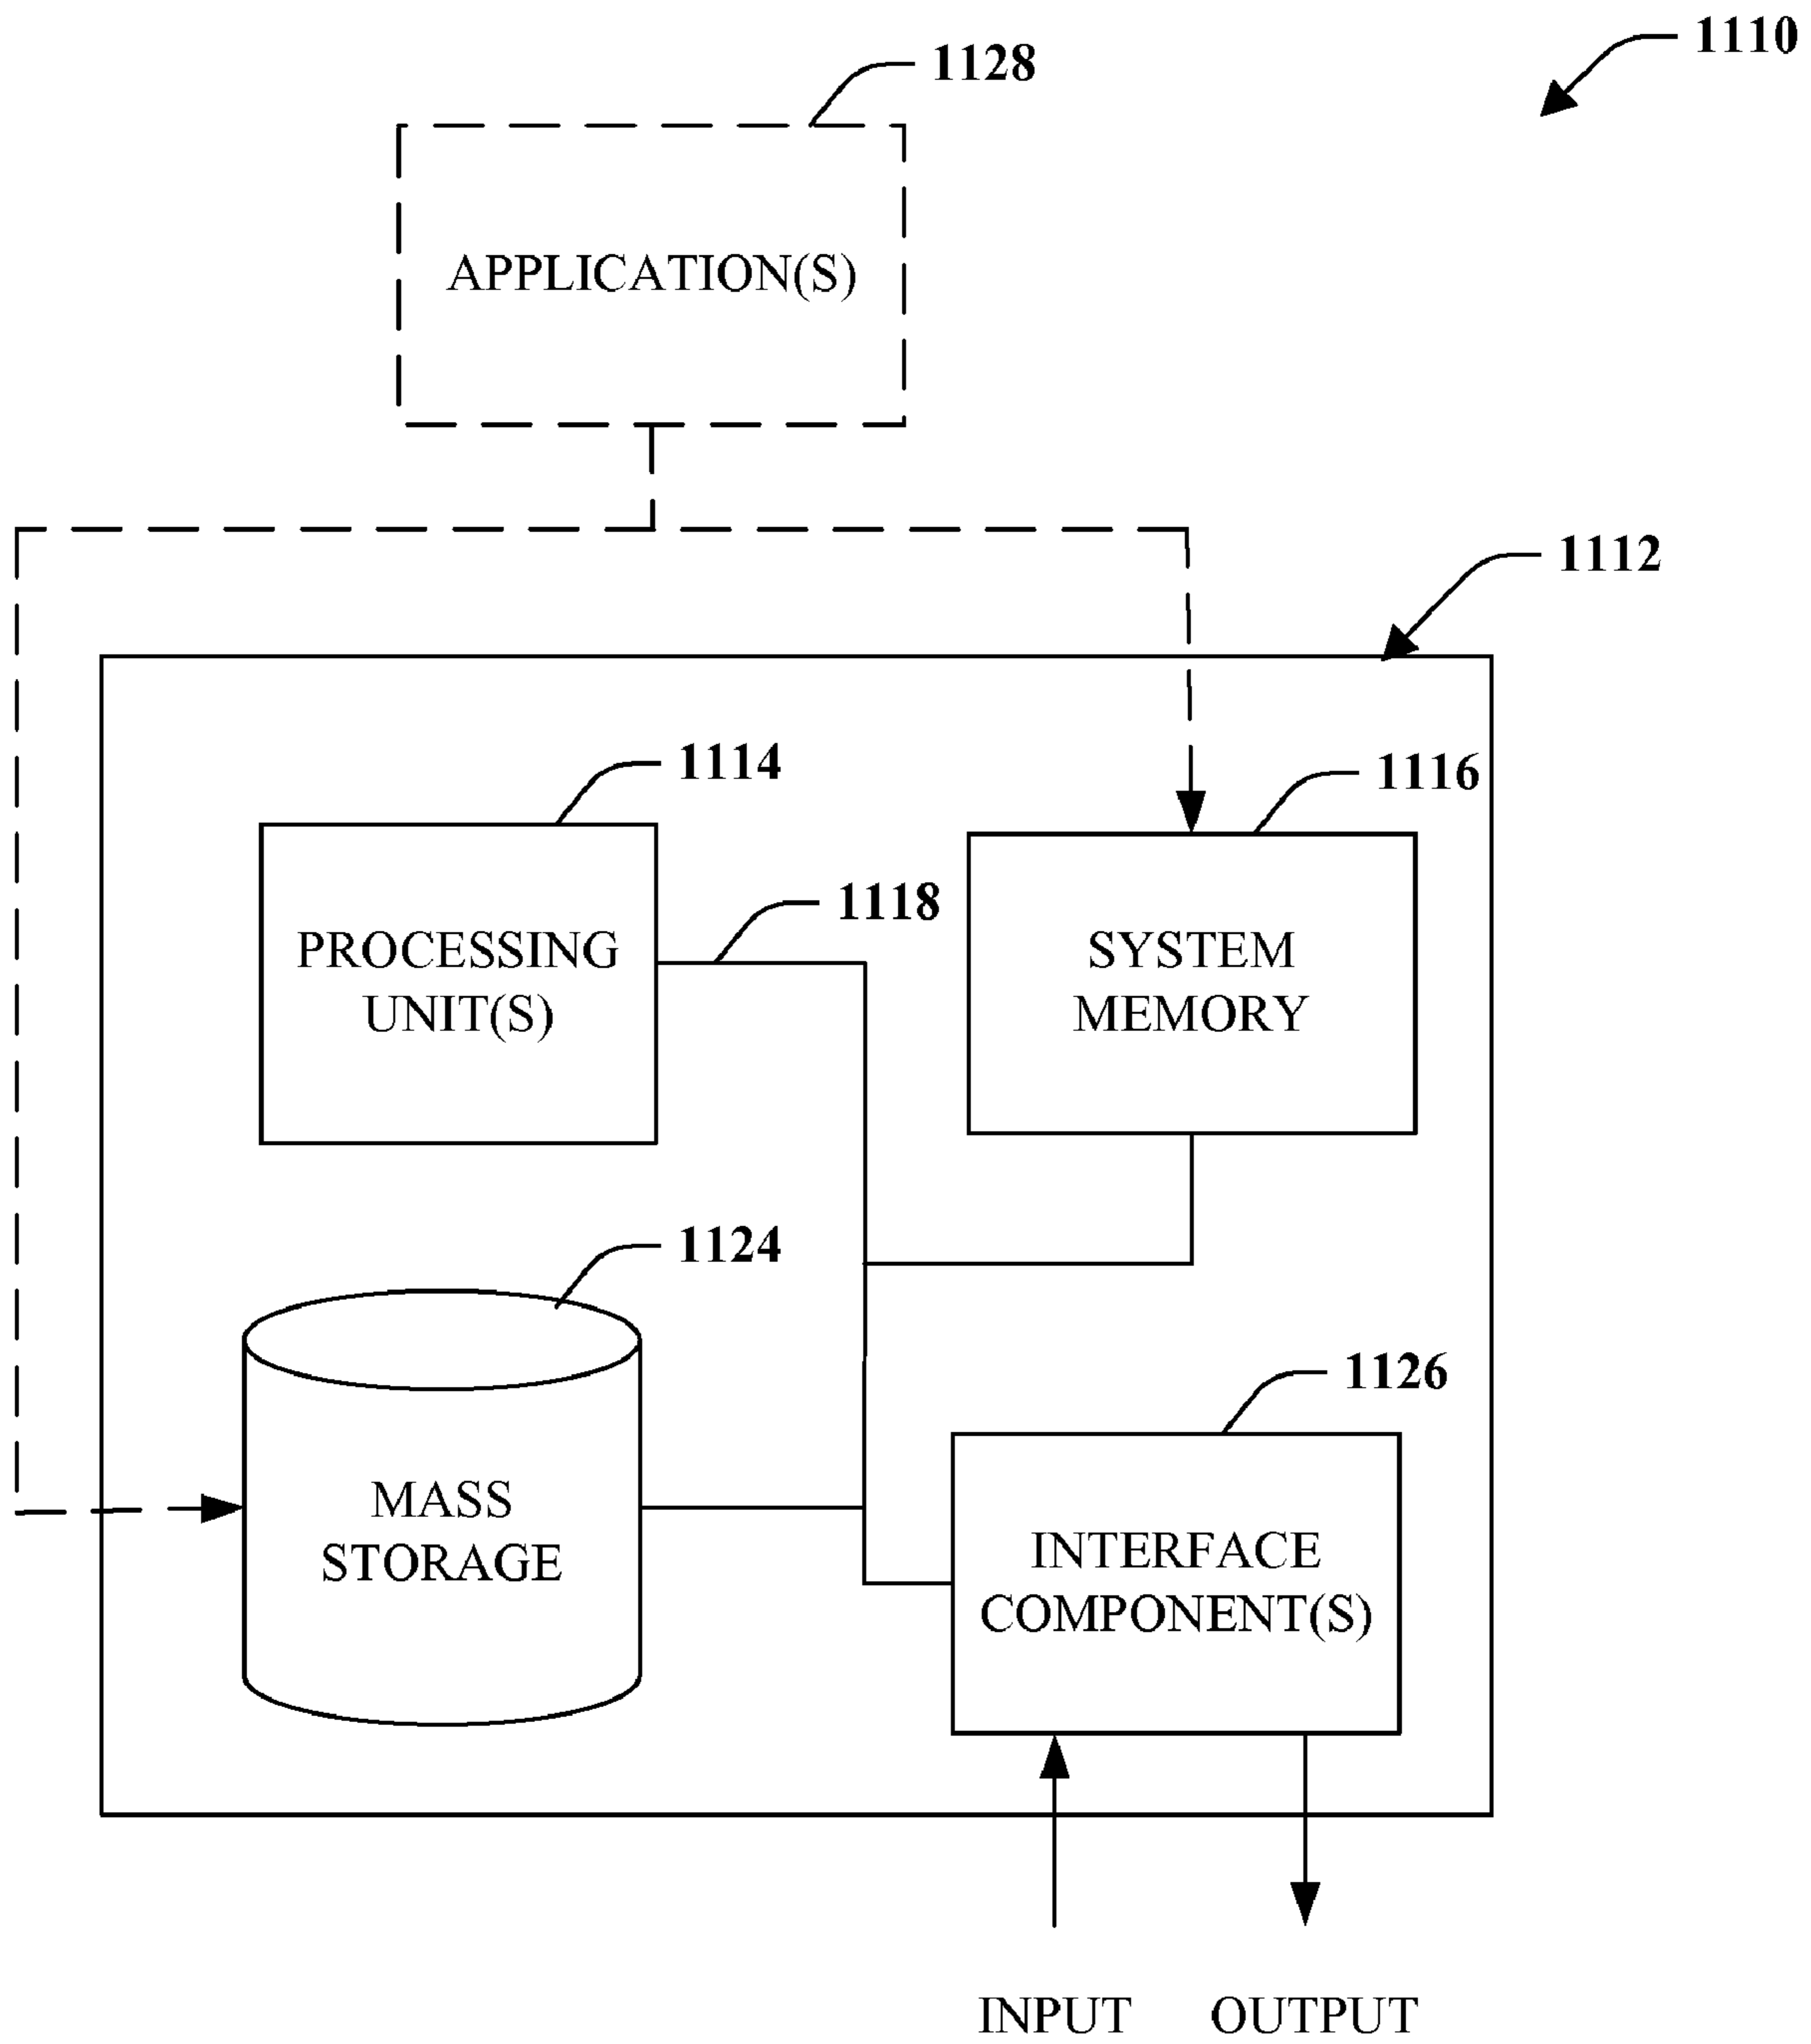 1110
1128
APPLICATION(S)
1112
1114
1116
1118
PROCESSING
UNIT(S)
SYSTEM
MEMORY
1124
1126
MASS
STORAGE
INTERFACE
COMPONENT(S)
INPUT
OUTPUT